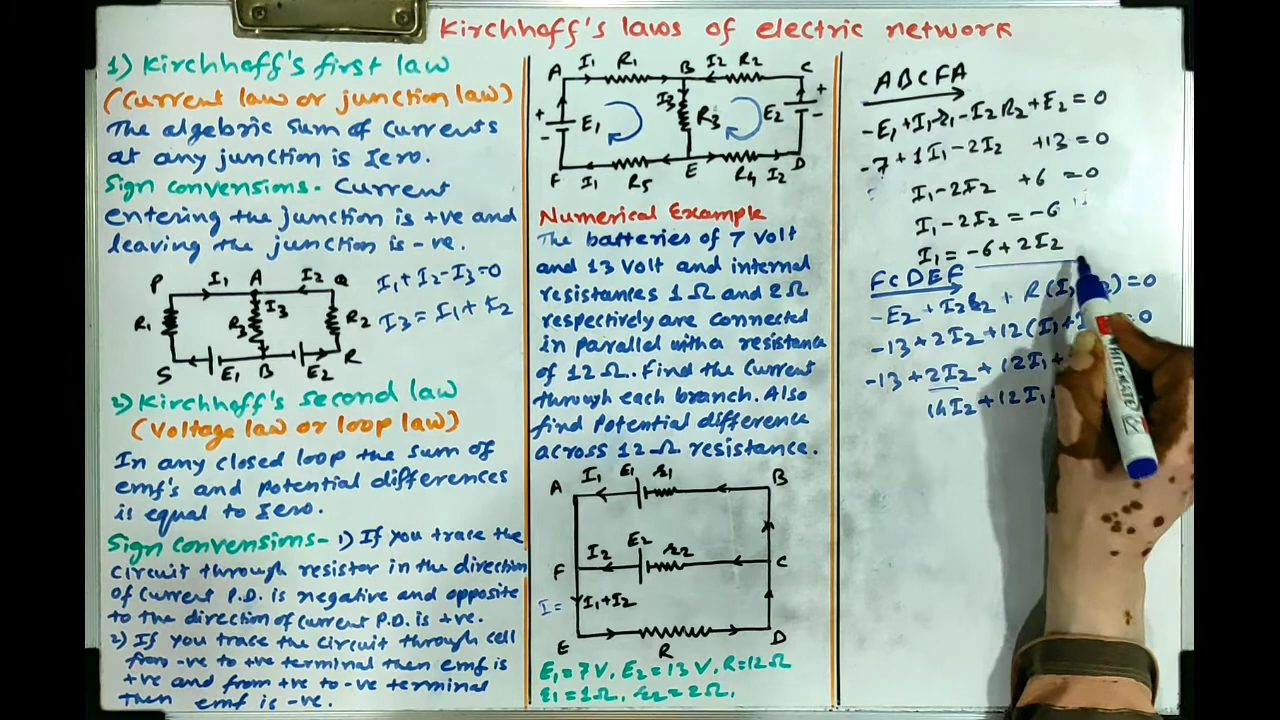 Kirchhoff's laws of electric network
1) Kirchhoff's first law
(Current law or junction law)
The algebric sum of currents
at any junction is zero.
Sign convensions- Current
entering the junction is +ve and
leaving the junction is -ve.
P I₁ A I₂ Q
I₃
R₁ R₃ R₂
S E₁ B E₂ R
I₁+I₂-I₃=0
I₃=I₁+I₂
2) Kirchhoff's second law
(Voltage law or loop law)
In any closed loop the sum of
emf's and potential differences
is equal to zero.
Sign convensions- 1) If you trace the
circuit through resistor in the direction
of current P.D. is negative and opposite
to the direction of current P.D. is +ve.
2) If you trace the circuit through cell
from -ve to +ve terminal then emf is
+ve and from +ve to -ve terminal
then emf is -ve.
A I₁ R₁ B I₂ R₂ C
I₃
+ - E₁ R₃ E₂ + -
F I₁ R₅ E R₄ I₂ D
Numerical Example
The batteries of 7 volt
and 13 volt and internal
resistances 1 Ω and 2 Ω
respectively are connected
in parallel with a resistance
of 12 Ω. Find the current
through each branch. Also
find potential difference
across 12-Ω resistance.
A I₁ E₁ r₁ B
F I₂ E₂ r₂ C
I= I₁+I₂
E R D
E₁=7V, E₂=13V, R=12Ω
r₁=1Ω, r₂=2Ω,
ABCFA
-E₁+I₁r₁-I₂r₂+E₂=0
-7+1I₁-2I₂ +13=0
I₁-2I₂ +6 =0
I₁-2I₂=-6
I₁=-6+2I₂
FCDEF
-E₂+I₂r₂+R(I₁ )=0
-13+2I₂+12(I₁+ =0
-13+2I₂+12I₁+
14I₂+12I₁
WHITEMATE